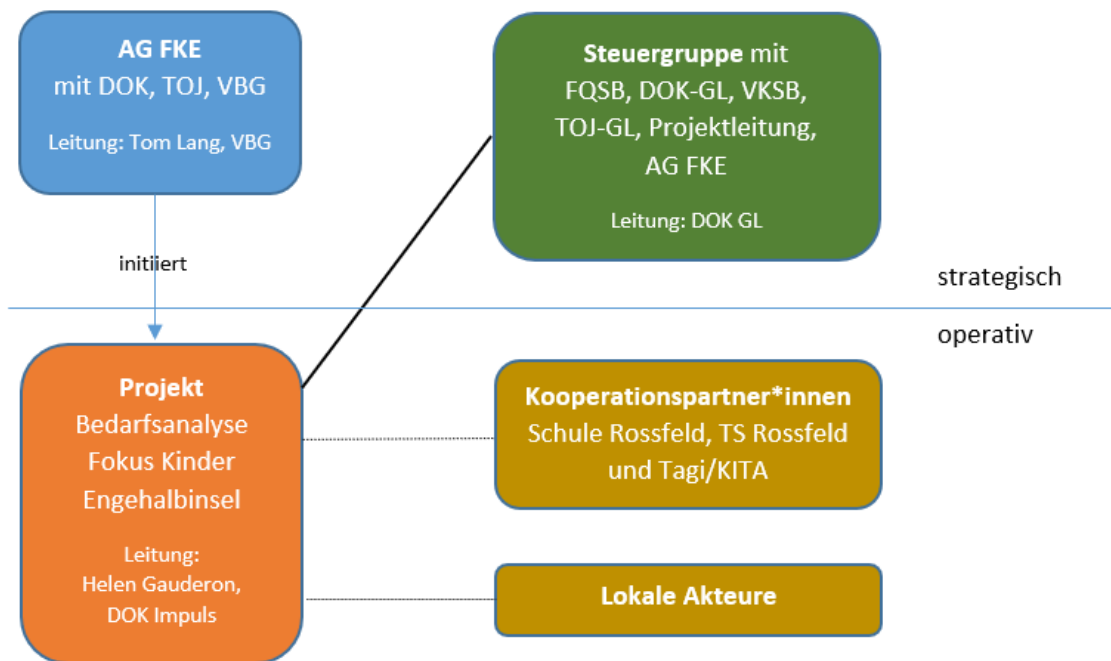 AG FKE
mit DOK, TOJ, VBG
Leitung: Tom Lang, VBG
Steuergruppe mit
FQSB, DOK-GL, VKSB,
TOJ-GL, Projektleitung,
AG FKE
Leitung: DOK GL
initiiert
strategisch
operativ
Projekt
Bedarfsanalyse
Fokus Kinder
Engehalbinsel
Leitung:
Helen Gauderon,
DOK Impuls
Kooperationspartner*innen
Schule Rossfeld, TS Rossfeld
und Tagi/KITA
Lokale Akteure